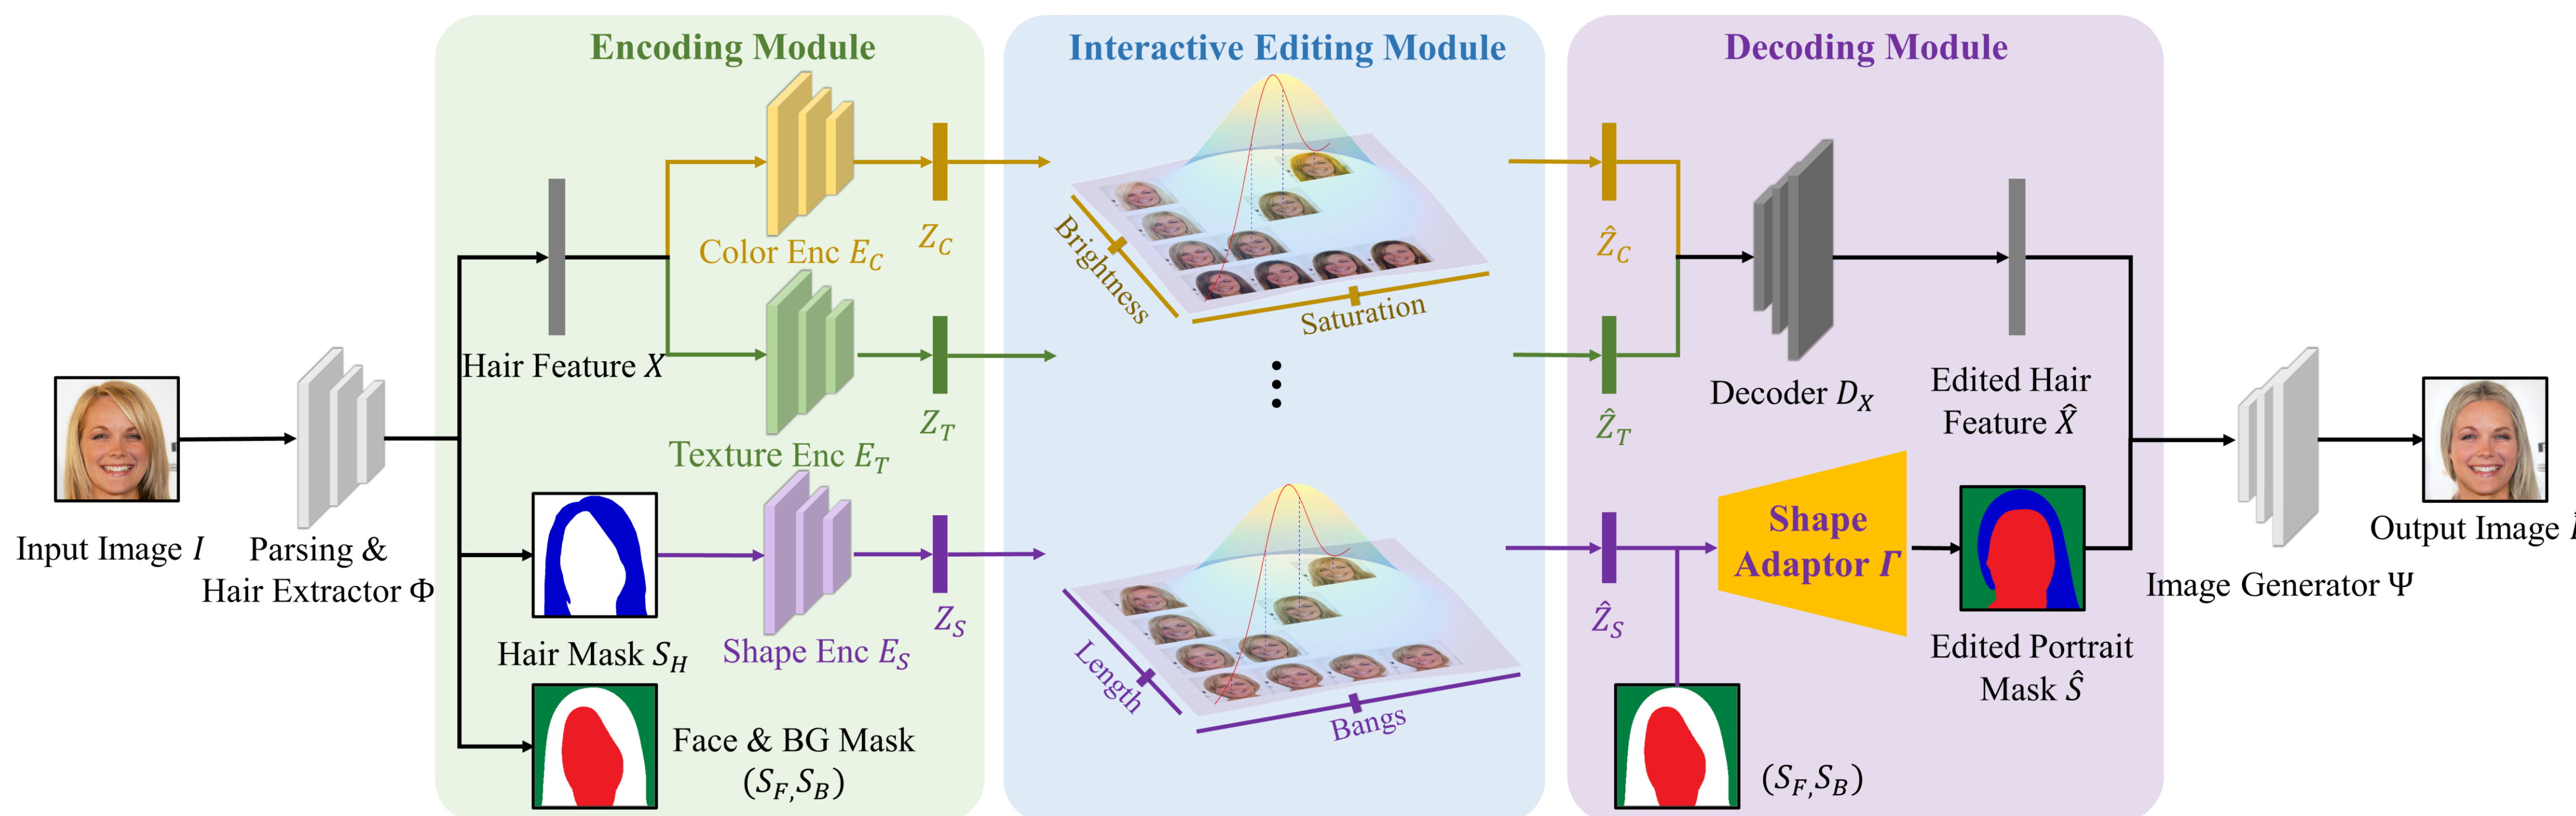 Encoding Module
Interactive Editing Module
Decoding Module
Color Enc E_C
Z_C
Hair Feature X
Texture Enc E_T
Z_T
Input Image I
Parsing &
Hair Extractor Φ
Hair Mask S_H
Shape Enc E_S
Z_S
Face & BG Mask
(S_F,S_B)
Brightness
Saturation
Length
Bangs
Ẑ_C
Ẑ_T
Decoder D_X
Edited Hair
Feature X̂
Ẑ_S
Shape
Adaptor Γ
Edited Portrait
Mask Ŝ
(S_F,S_B)
Image Generator Ψ
Output Image